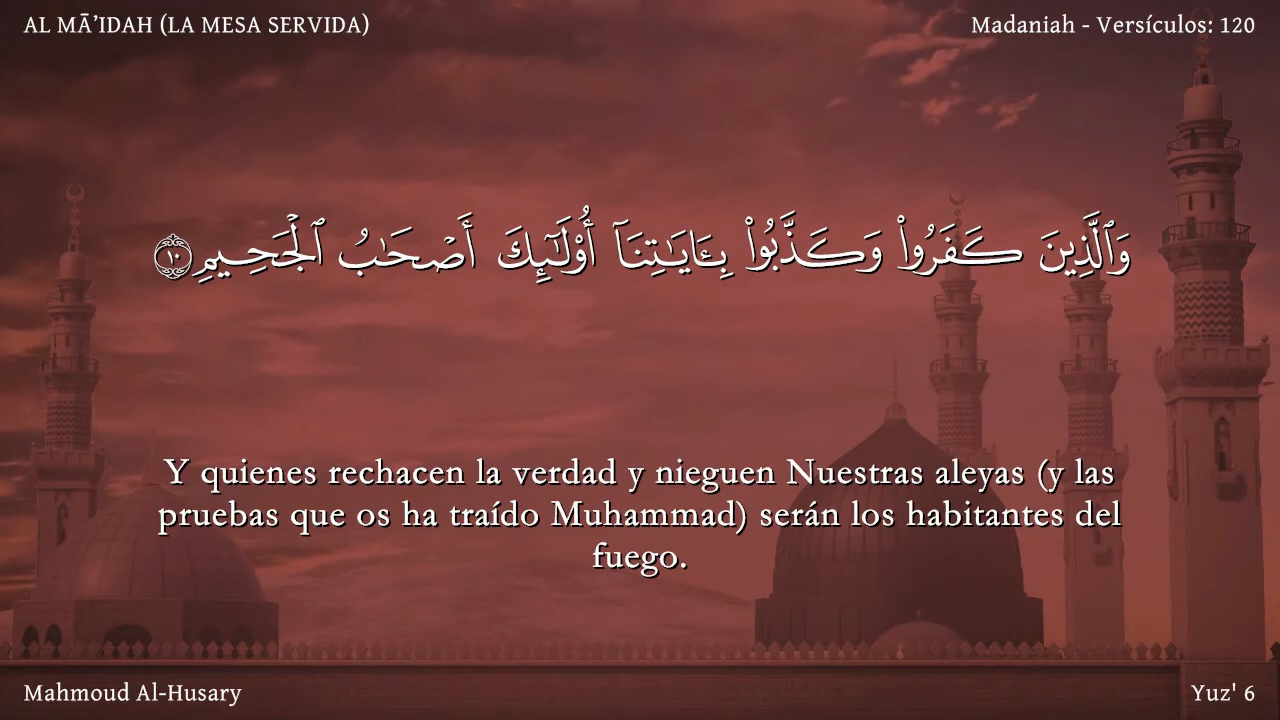 AL MĀ’IDAH (LA MESA SERVIDA)
Madaniah - Versículos: 120
وَٱلَّذِينَ كَفَرُوا۟ وَكَذَّبُوا۟ بِـَٔايَـٰتِنَآ أُو۟لَـٰٓئِكَ أَصْحَـٰبُ ٱلْجَحِيمِ ١٠
Y quienes rechacen la verdad y nieguen Nuestras aleyas (y las
pruebas que os ha traído Muhammad) serán los habitantes del
fuego.
Mahmoud Al-Husary
Yuz' 6